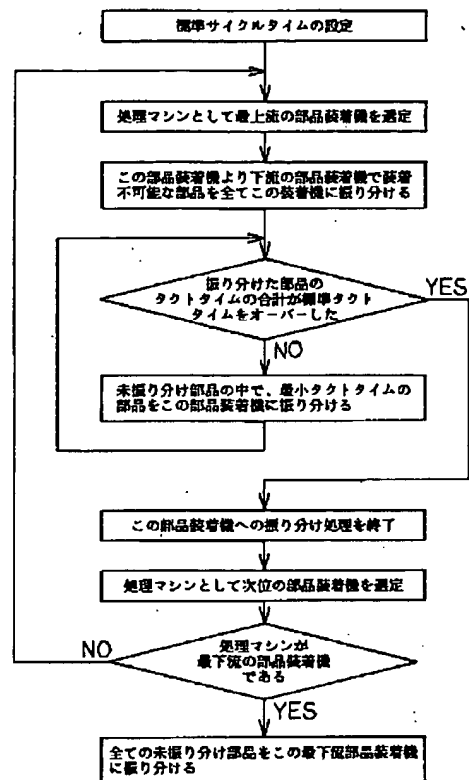 標準サイクルタイムの設定
処理マシンとして最上流の部品装着機を選定
この部品装着機より下流の部品装着機で装着
不可能な部品を全てこの装着機に振り分ける
振り分けた部品の
タクトタイムの合計が標準タクト
タイムをオーバーした
YES
NO
未振り分け部品の中で、最小タクトタイムの
部品をこの部品装着機に振り分ける
この部品装着機への振り分け処理を終了
処理マシンとして次位の部品装着機を選定
NO
処理マシンが
最下流の部品装着機
である
YES
全ての未振り分け部品をこの最下流部品装着機
に振り分ける